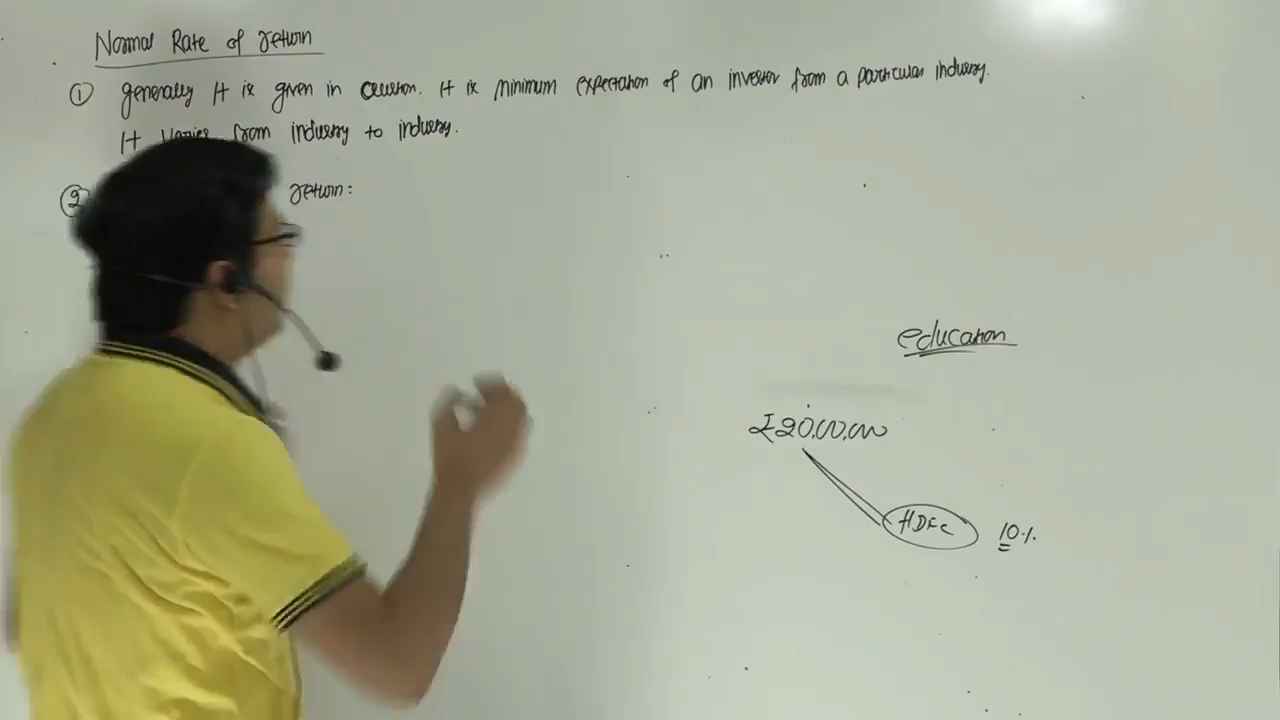 Normal Rate of return
① generally It is given in question. It is minimum expectation of an investor from a particular industry.
It varies from industry to industry.
② return:
education
₹20,00,000
HDFC 10%